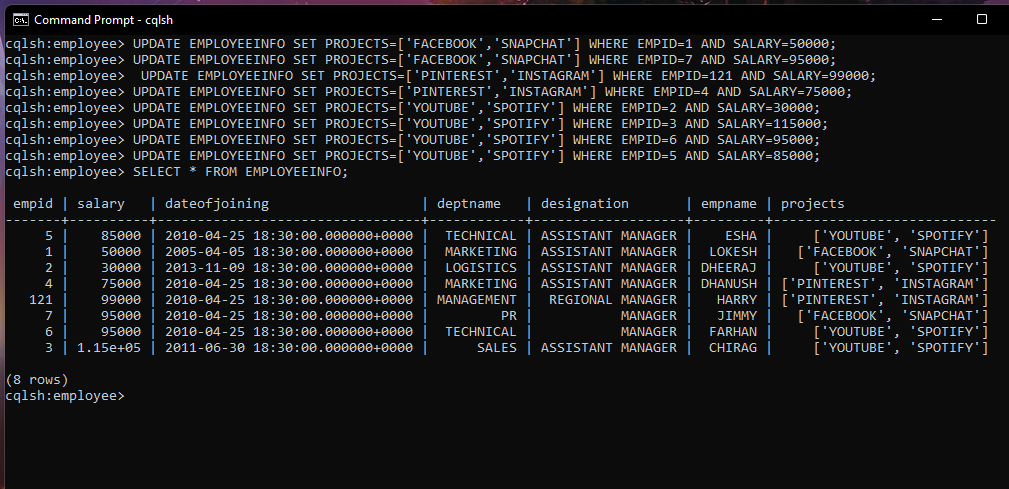 Command Prompt - cqlsh
cqlsh:employee> UPDATE EMPLOYEEINFO SET PROJECTS=['FACEBOOK','SNAPCHAT'] WHERE EMPID=1 AND SALARY=50000;
cqlsh:employee> UPDATE EMPLOYEEINFO SET PROJECTS=['FACEBOOK','SNAPCHAT'] WHERE EMPID=7 AND SALARY=95000;
cqlsh:employee>  UPDATE EMPLOYEEINFO SET PROJECTS=['PINTEREST','INSTAGRAM'] WHERE EMPID=121 AND SALARY=99000;
cqlsh:employee> UPDATE EMPLOYEEINFO SET PROJECTS=['PINTEREST','INSTAGRAM'] WHERE EMPID=4 AND SALARY=75000;
cqlsh:employee> UPDATE EMPLOYEEINFO SET PROJECTS=['YOUTUBE','SPOTIFY'] WHERE EMPID=2 AND SALARY=30000;
cqlsh:employee> UPDATE EMPLOYEEINFO SET PROJECTS=['YOUTUBE','SPOTIFY'] WHERE EMPID=3 AND SALARY=115000;
cqlsh:employee> UPDATE EMPLOYEEINFO SET PROJECTS=['YOUTUBE','SPOTIFY'] WHERE EMPID=6 AND SALARY=95000;
cqlsh:employee> UPDATE EMPLOYEEINFO SET PROJECTS=['YOUTUBE','SPOTIFY'] WHERE EMPID=5 AND SALARY=85000;
cqlsh:employee> SELECT * FROM EMPLOYEEINFO;
 empid | salary   | dateofjoining                   | deptname   | designation       | empname | projects
-------+----------+---------------------------------+------------+-------------------+---------+----------------------------
     5 |    85000 | 2010-04-25 18:30:00.000000+0000 |  TECHNICAL | ASSISTANT MANAGER |    ESHA |     ['YOUTUBE', 'SPOTIFY']
     1 |    50000 | 2005-04-05 18:30:00.000000+0000 |  MARKETING | ASSISTANT MANAGER |  LOKESH |   ['FACEBOOK', 'SNAPCHAT']
     2 |    30000 | 2013-11-09 18:30:00.000000+0000 |  LOGISTICS | ASSISTANT MANAGER | DHEERAJ |     ['YOUTUBE', 'SPOTIFY']
     4 |    75000 | 2010-04-25 18:30:00.000000+0000 |  MARKETING | ASSISTANT MANAGER | DHANUSH | ['PINTEREST', 'INSTAGRAM']
   121 |    99000 | 2010-04-25 18:30:00.000000+0000 | MANAGEMENT |  REGIONAL MANAGER |   HARRY | ['PINTEREST', 'INSTAGRAM']
     7 |    95000 | 2010-04-25 18:30:00.000000+0000 |         PR |           MANAGER |   JIMMY |   ['FACEBOOK', 'SNAPCHAT']
     6 |    95000 | 2010-04-25 18:30:00.000000+0000 |  TECHNICAL |           MANAGER |  FARHAN |     ['YOUTUBE', 'SPOTIFY']
     3 | 1.15e+05 | 2011-06-30 18:30:00.000000+0000 |      SALES | ASSISTANT MANAGER |  CHIRAG |     ['YOUTUBE', 'SPOTIFY']
(8 rows)
cqlsh:employee>